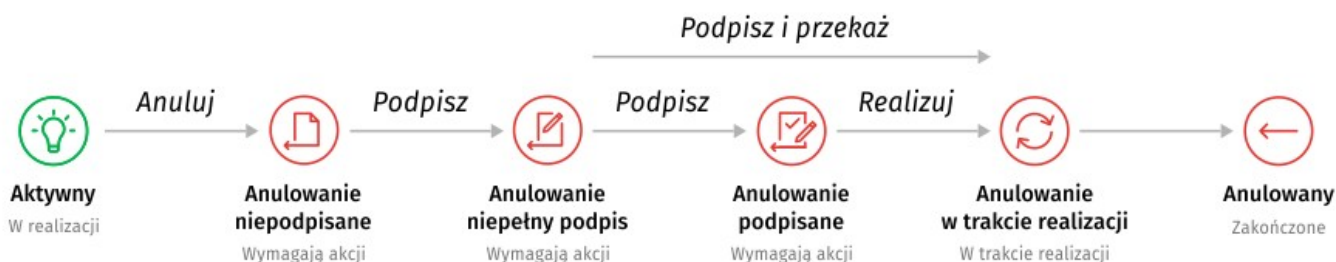 Podpisz i przekaż
Anuluj
Podpisz
Podpisz
Realizuj
Aktywny
W realizacji
Anulowanie
niepodpisane
Wymagają akcji
Anulowanie
niepełny podpis
Wymagają akcji
Anulowanie
podpisane
Wymagają akcji
Anulowanie
w trakcie realizacji
W trakcie realizacji
Anulowany
Zakończone